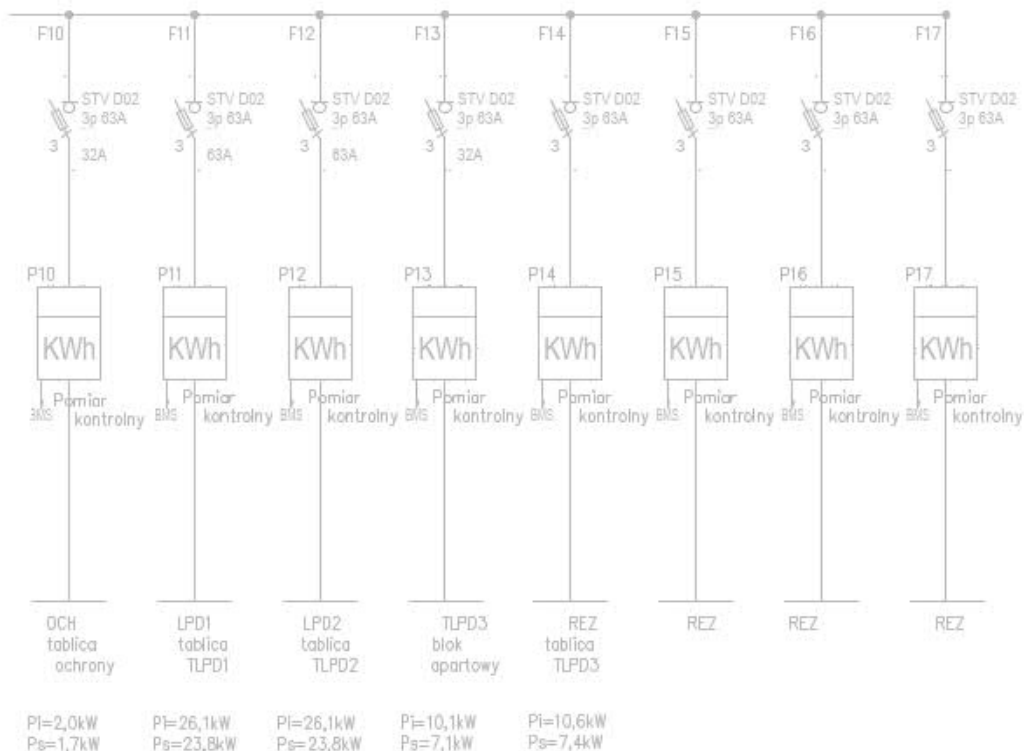 F10 F11 F12 F13 F14 F15 F16 F17
STV D02 STV D02 STV D02 STV D02 STV D02 STV D02 STV D02 STV D02
3p 63A 3p 63A 3p 63A 3p 63A 3p 63A 3p 63A 3p 63A 3p 63A
3 3 3 3 3 3 3 3
32A 63A 63A 32A
P10 P11 P12 P13 P14 P15 P16 P17
KWh KWh KWh KWh KWh KWh KWh KWh
Pomiar Pomiar Pomiar Pomiar Pomiar Pomiar Pomiar Pomiar
BMS kontrolny BMS kontrolny BMS kontrolny BMS kontrolny BMS kontrolny BMS kontrolny BMS kontrolny BMS kontrolny
OCH LPD1 LPD2 TLPD3 REZ REZ REZ REZ
tablica tablica tablica blok tablica
ochrony TLPD1 TLPD2 apartowy TLPD3
Pi=2,0kW Pi=26,1kW Pi=26,1kW Pi=10,1kW Pi=10,6kW
Ps=1,7kW Ps=23,8kW Ps=23,8kW Ps=7,1kW Ps=7,4kW